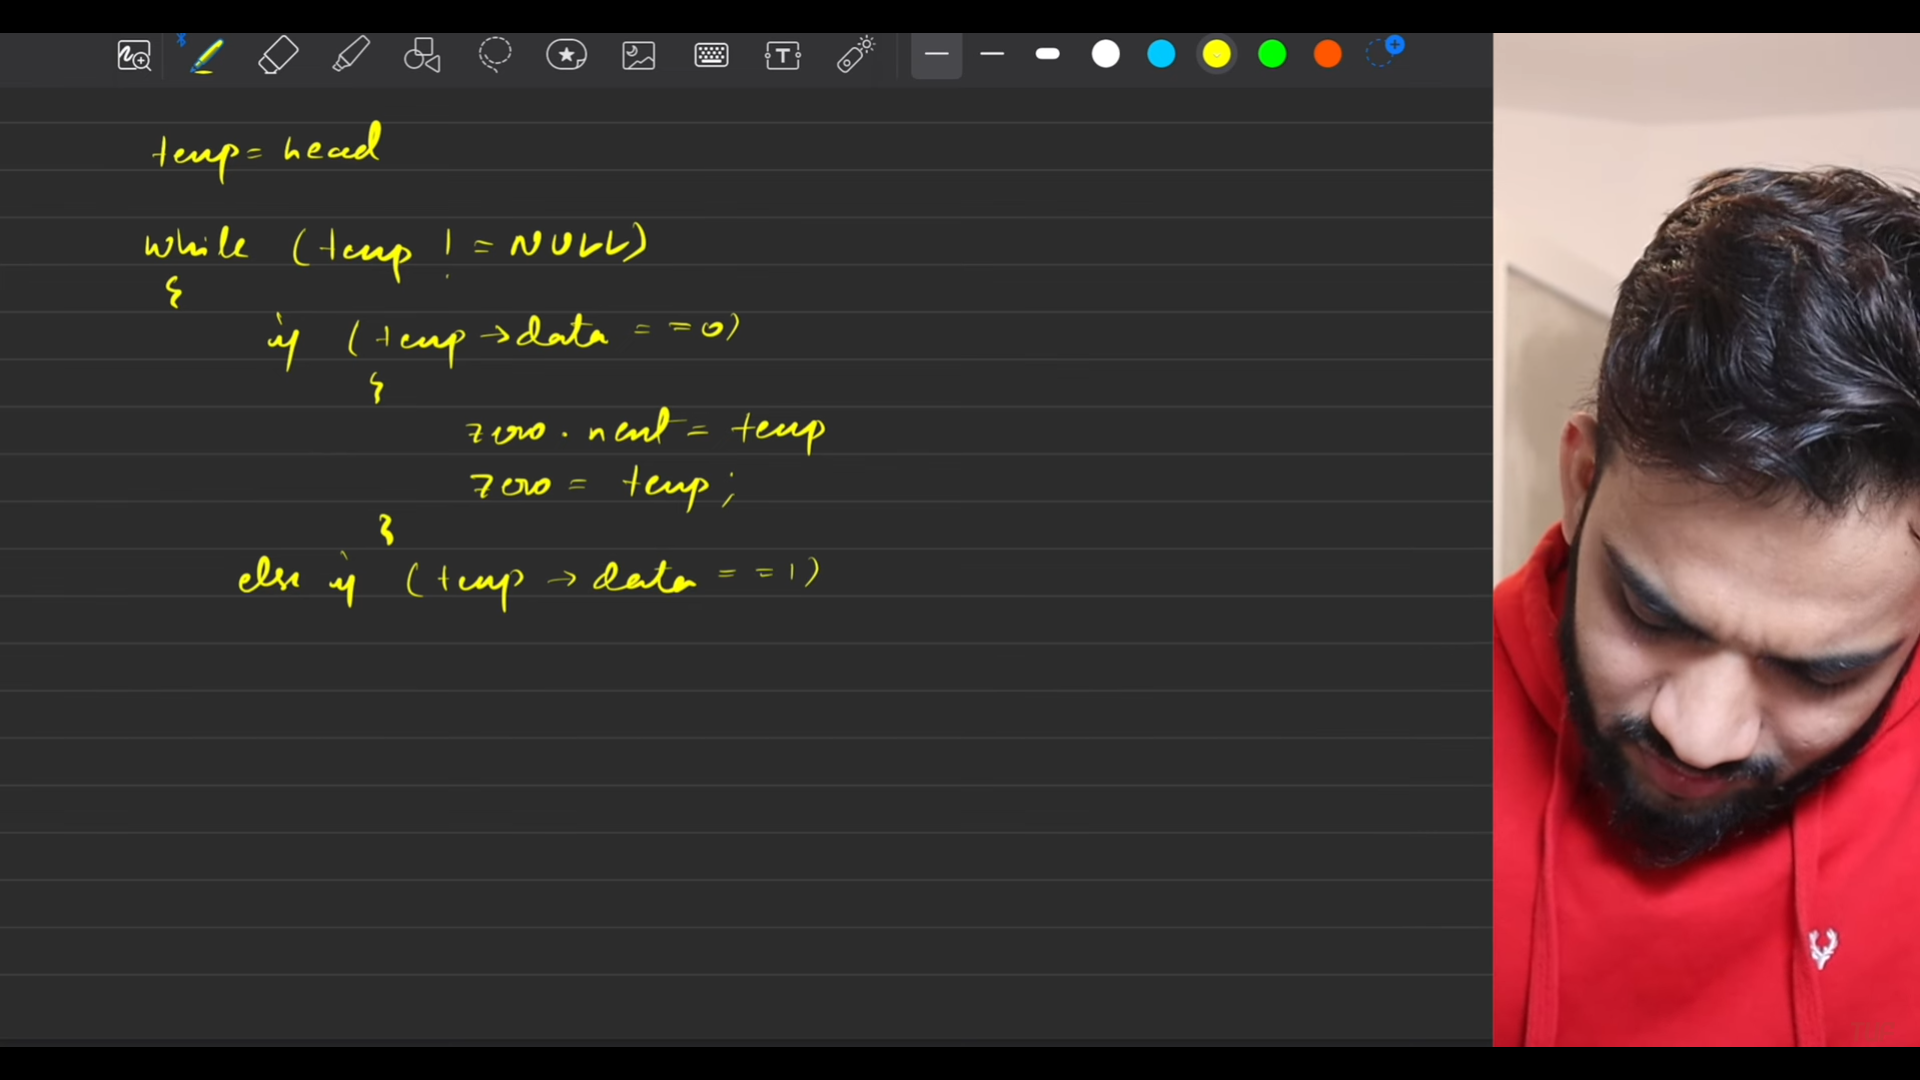 temp = head
while (temp != NULL)
{
if (temp → data == 0)
{
zero . next = temp
zero = temp ;
}
else if (temp → data == 1)